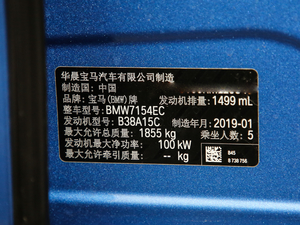 华晨宝马汽车有限公司制造
制造国：中国
品牌：宝马(BMW) 发动机排量：1499 mL
整车型号：BMW7154EC
发动机型号：B38A15C 制造年月：2019-01
最大允许总质量：1855 kg 乘坐人数：5
发动机最大净功率：100 kW
最大允许牵引质量：-- kg
845
8 738 756